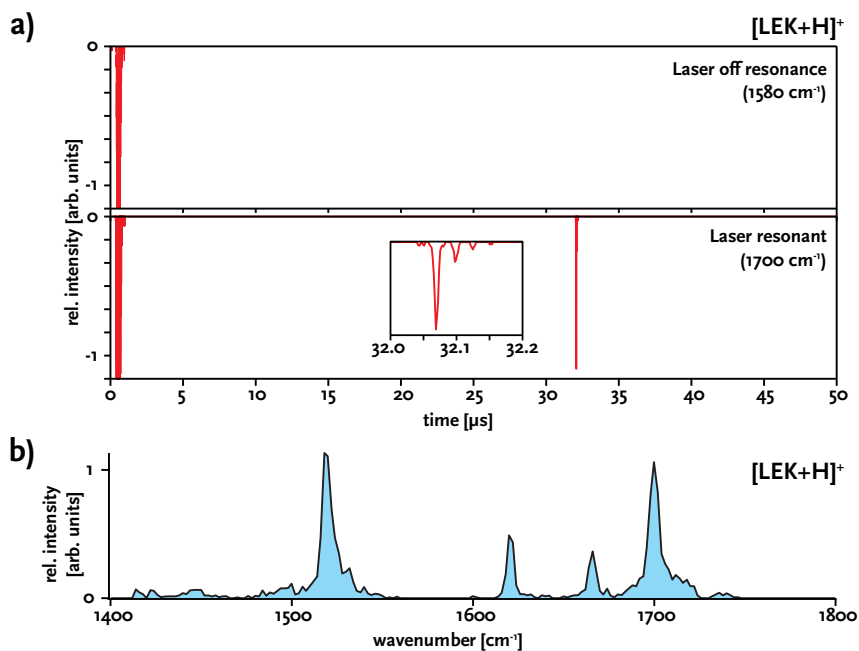 a)
[LEK+H]⁺
0
Laser off resonance
(1580 cm⁻¹)
-1
0
Laser resonant
(1700 cm⁻¹)
-1
rel. intensity [arb. units]
32.0 32.1 32.2
0 5 10 15 20 25 30 35 40 45 50
time [µs]
b)
[LEK+H]⁺
1
0
rel. intensity
[arb. units]
1400 1500 1600 1700 1800
wavenumber [cm⁻¹]